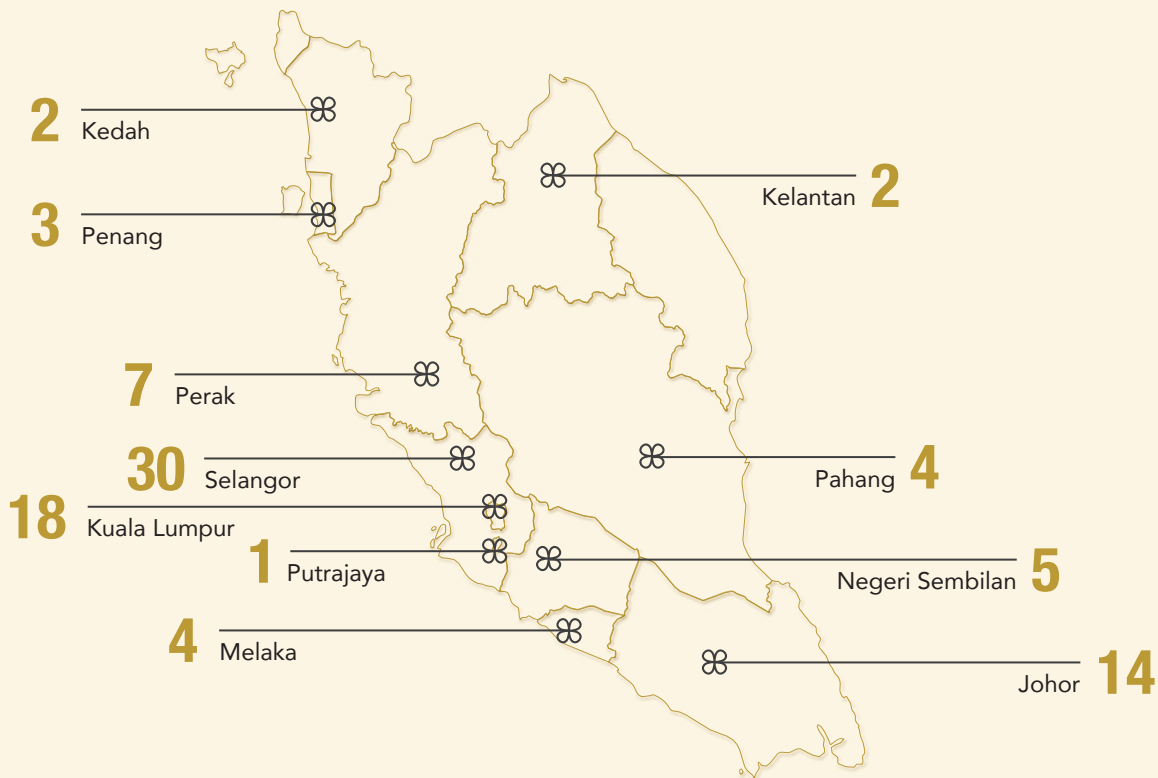 2
Kedah
Kelantan
2
3
Penang
7
Perak
30
Selangor
Pahang
4
18
Kuala Lumpur
1
Putrajaya
Negeri Sembilan
5
4
Melaka
Johor
14